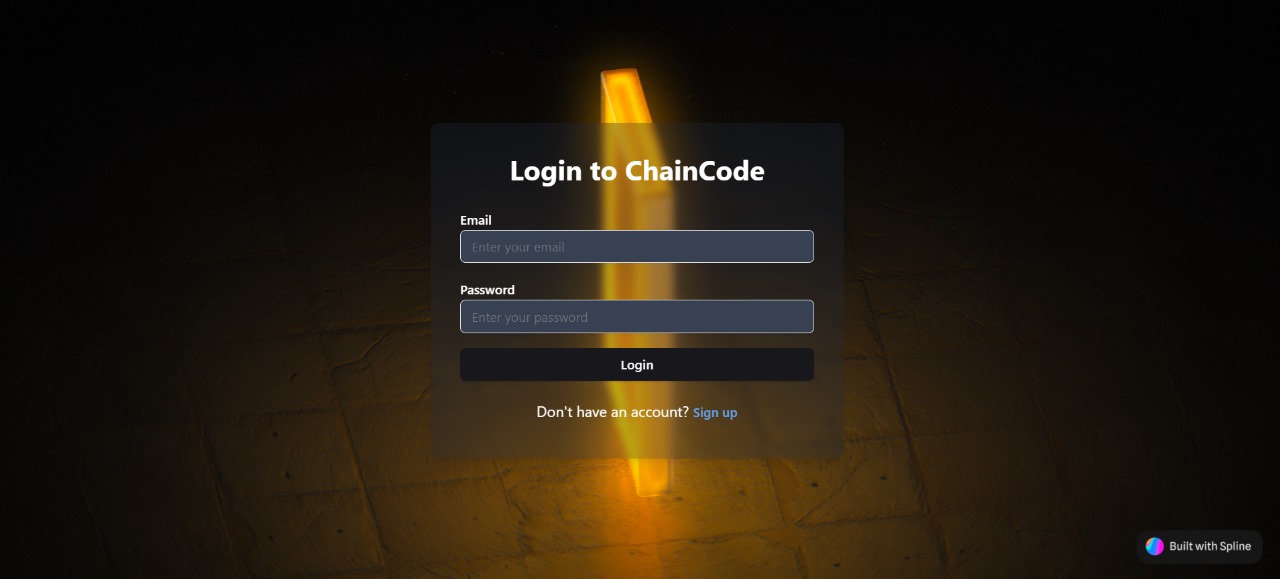 Login to ChainCode
Email
Enter your email
Password
Enter your password
Login
Don't have an account? Sign up
Built with Spline